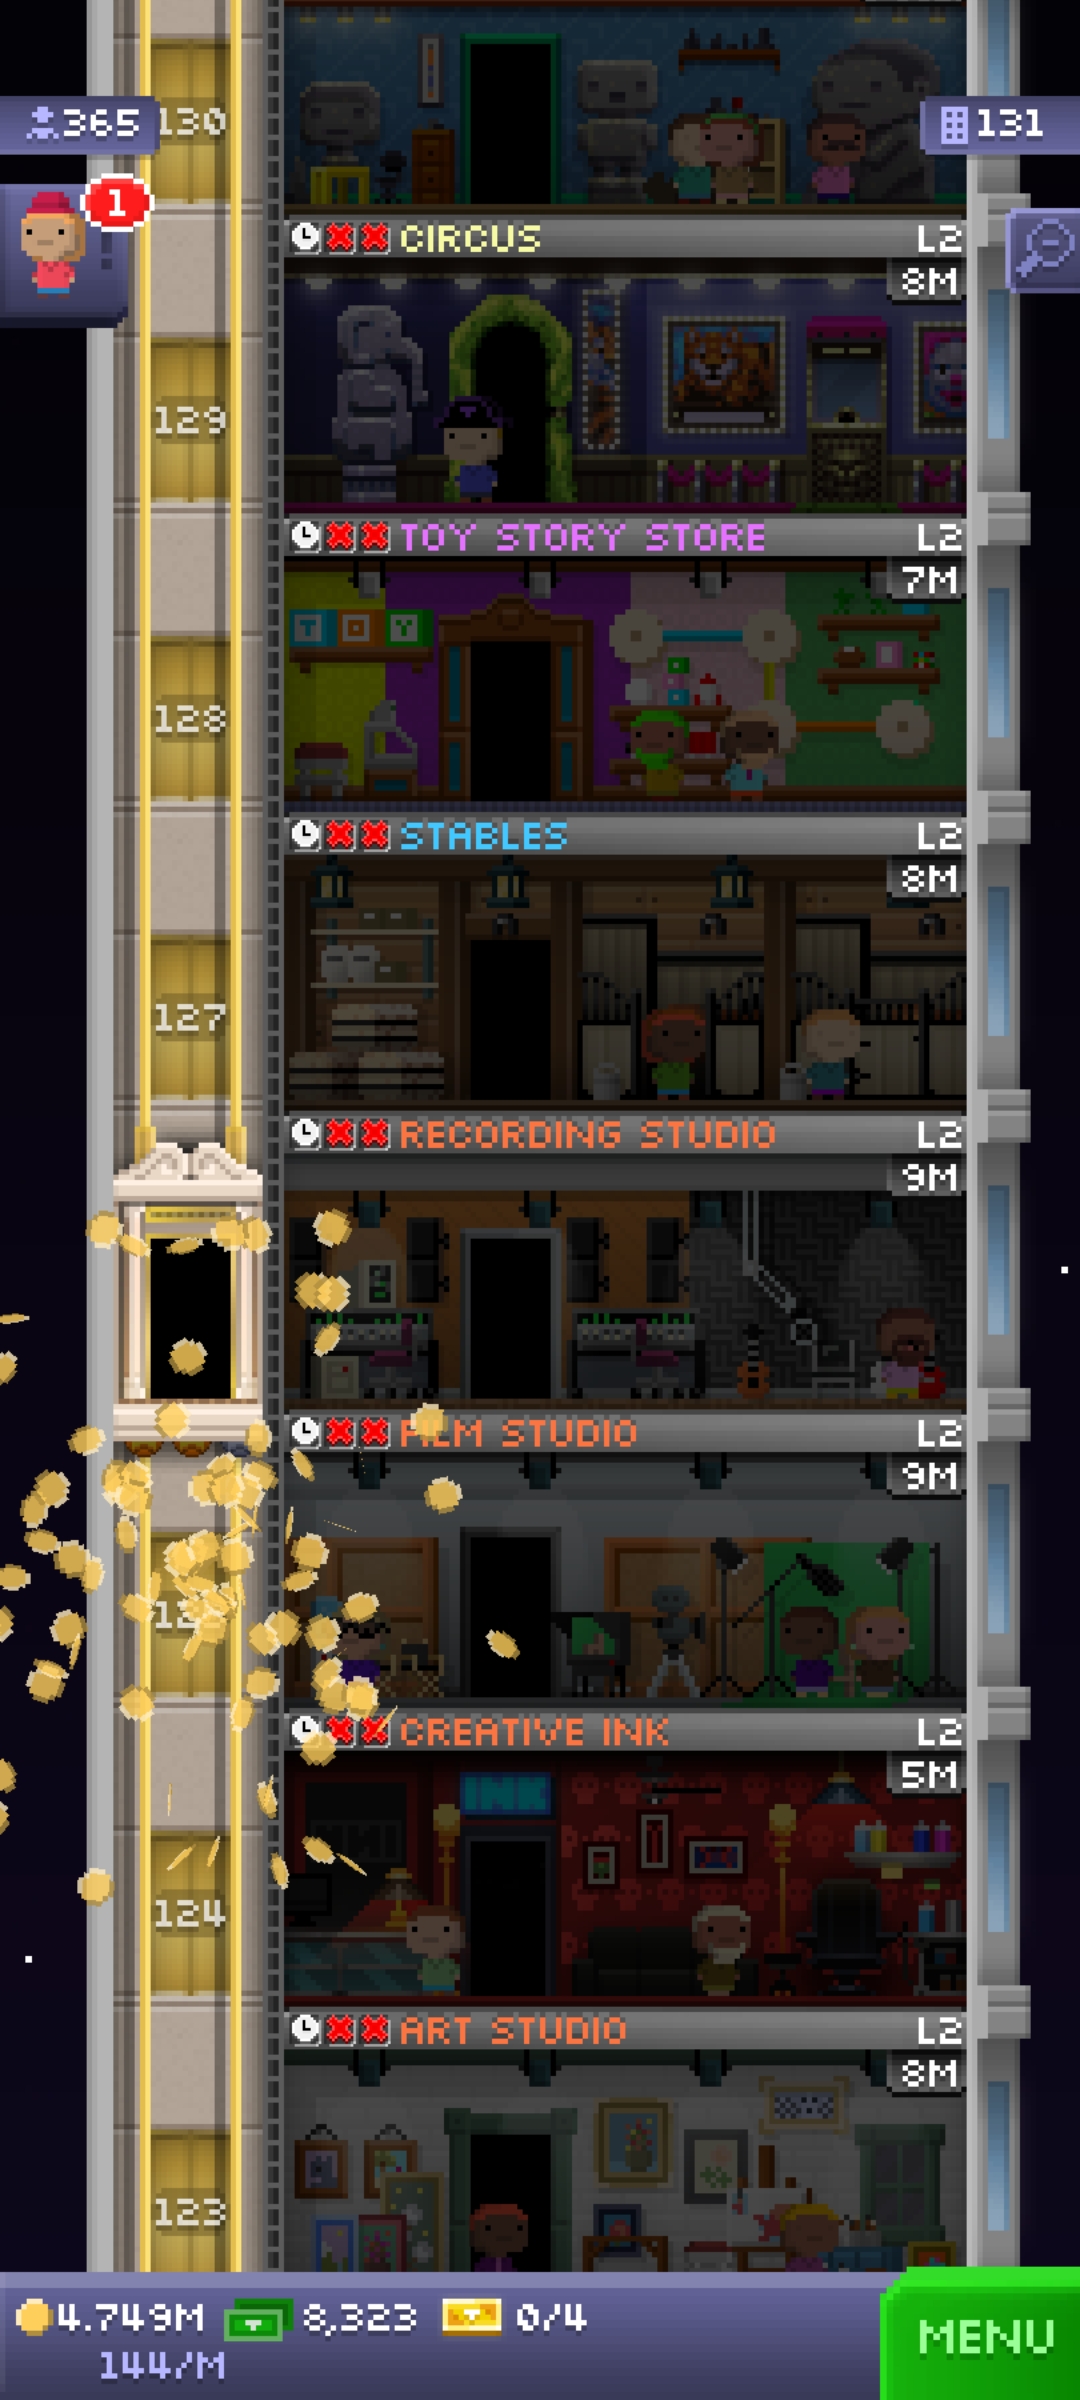 365
130
131
1
CIRCUS L2
8M
129
TOY STORY STORE L2
7M
TOY
128
STABLES L2
8M
127
RECORDING STUDIO L2
9M
FILM STUDIO L2
9M
CREATIVE INK L2
5M
INK
124
ART STUDIO L2
8M
123
4.749M 8,323 0/4
144/M
MENU